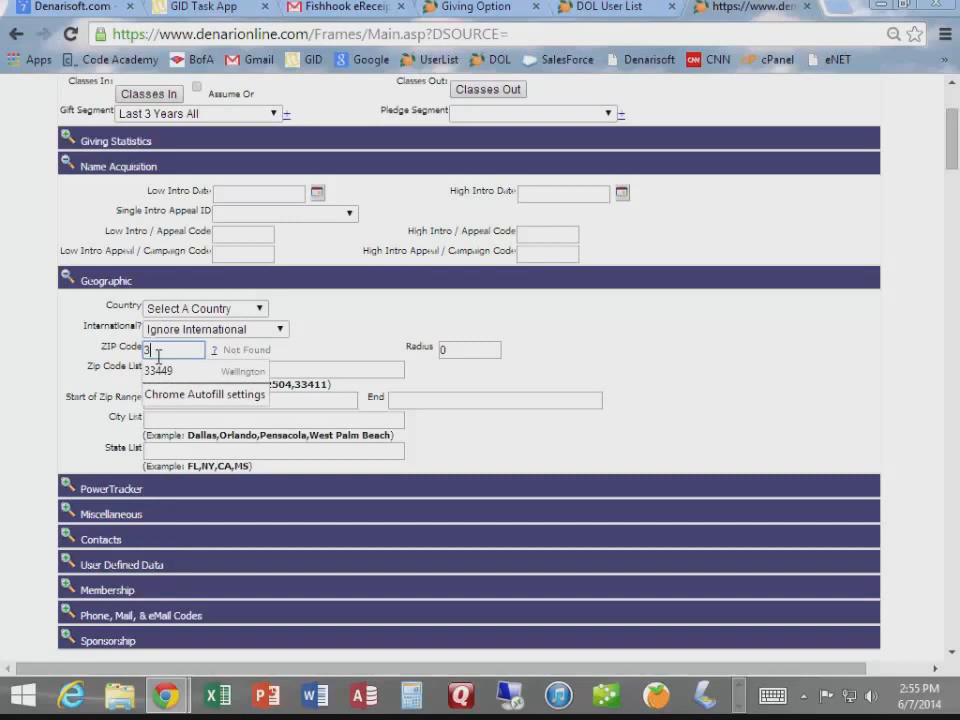 Denarisoft.com
GID Task App
Fishhook eReceip
Giving Option
DOL User List
https://www.den
https://www.denarionline.com/Frames/Main.asp?DSOURCE=
Apps Code Academy BofA Gmail GID Google UserList DOL SalesForce Denarisoft CNN cPanel eNET »
Classes In: Classes In Assume Or Classes Out: Classes Out
Gift Segment Last 3 Years All + Pledge Segment +
Giving Statistics
Name Acquisition
Low Intro Date High Intro Date
Single Intro Appeal ID
Low Intro / Appeal Code High Intro / Appeal Code
Low Intro Appeal / Campaign Code High Intro Appeal / Campaign Code
Geographic
Country Select A Country
International? Ignore International
ZIP Code 3 ? Not Found Radius 0
Zip Code List 33449 Wellington
2504,33411)
Chrome Autofill settings
Start of Zip Range End
City List
(Example: Dallas,Orlando,Pensacola,West Palm Beach)
State List
(Example: FL,NY,CA,MS)
PowerTracker
Miscellaneous
Contacts
User Defined Data
Membership
Phone, Mail, & eMail Codes
Sponsorship
2:55 PM
6/7/2014